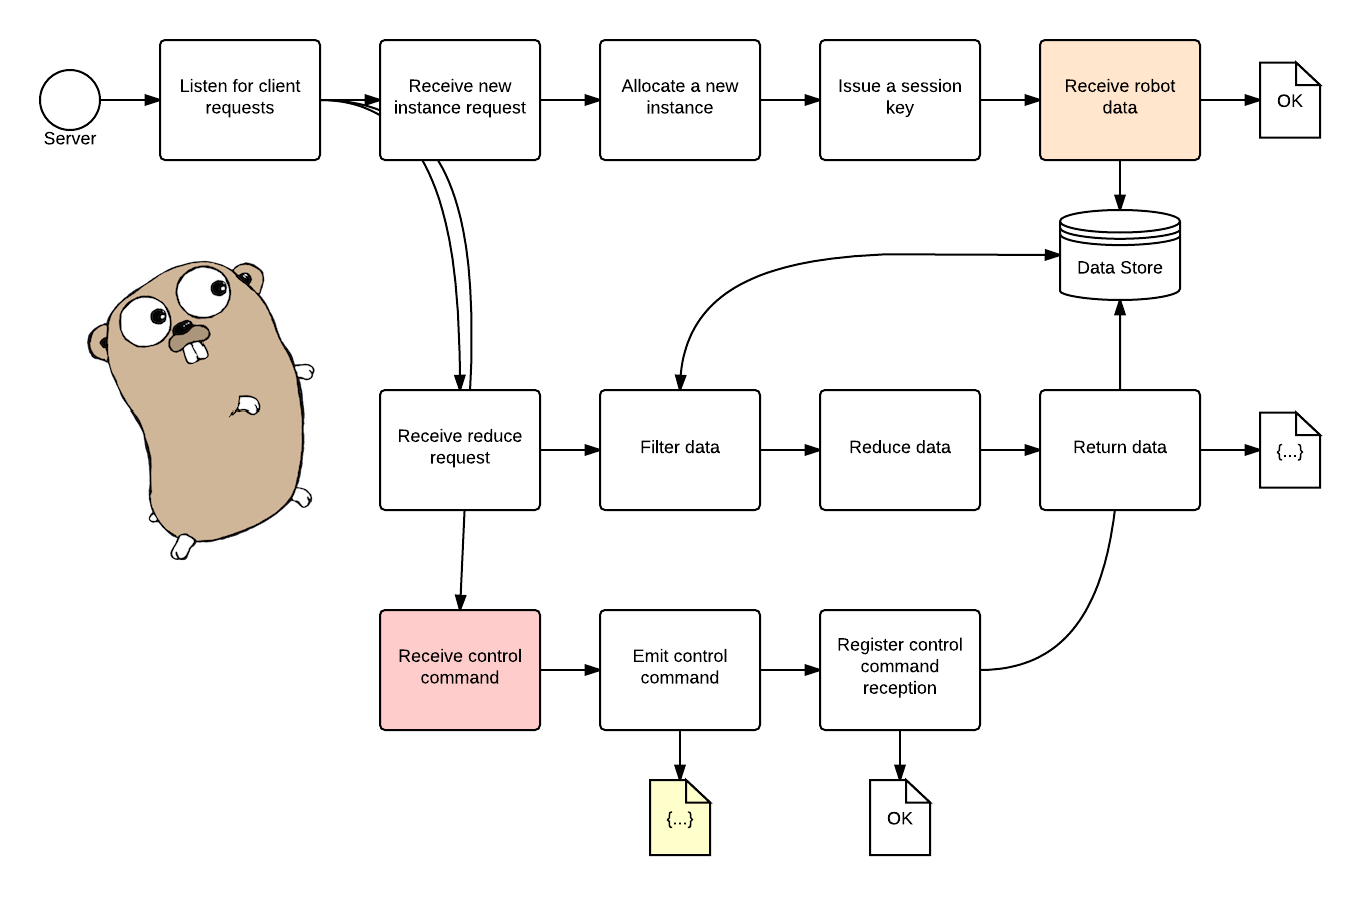 Server
Listen for client
requests
Receive new
instance request
Allocate a new
instance
Issue a session
key
Receive robot
data
OK
Data Store
Receive reduce
request
Filter data
Reduce data
Return data
{...}
Receive control
command
Emit control
command
Register control
command
reception
{...}
OK